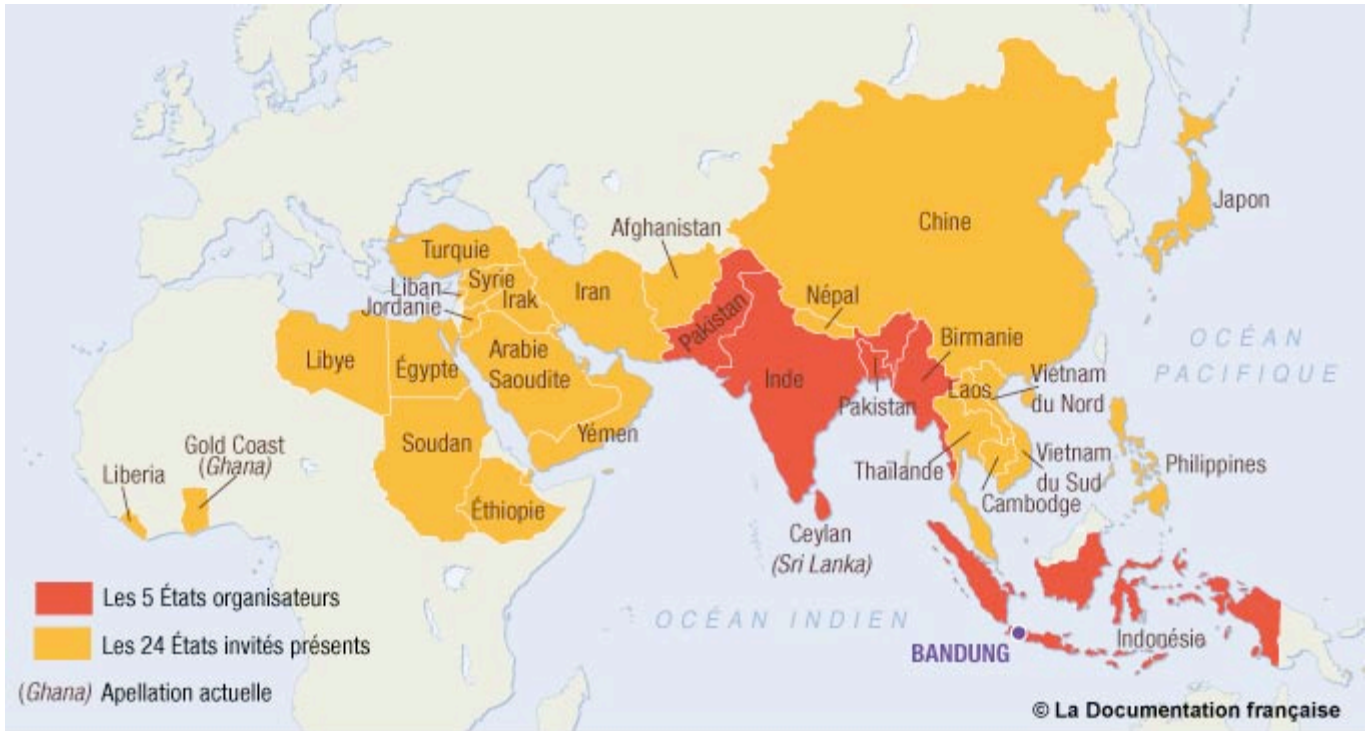 Japon
Chine
Afghanistan
Turquie
Syrie
Liban
Irak
Iran
Jordanie
Népal
Pakistan
Birmanie
Libye
Égypte
Arabie
Saoudite
Inde
Pakistan
Laos
Vietnam
du Nord
OCÉAN
PACIFIQUE
Soudan
Yémen
Gold Coast
(Ghana)
Liberia
Thaïlande
Vietnam
du Sud
Cambodge
Philippines
Éthiopie
Ceylan
(Sri Lanka)
Les 5 États organisateurs
OCÉAN INDIEN
Les 24 États invités présents
BANDUNG
Indonésie
(Ghana) Apellation actuelle
© La Documentation française